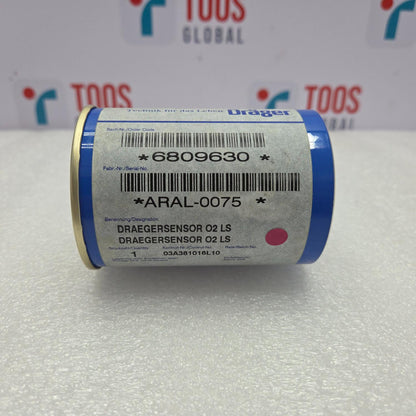 TOOS
GLOBAL
TOOS
GLOBAL
Technik für das Leben
Dräger
Sach-Nr./Order Code
*6809630 *
Fabr.-Nr./Serial-No.
*ARAL-0075 *
Benennung/Designation
DRAEGERSENSOR O2 LS
DRAEGERSENSOR O2 LS
1 03A381016L10